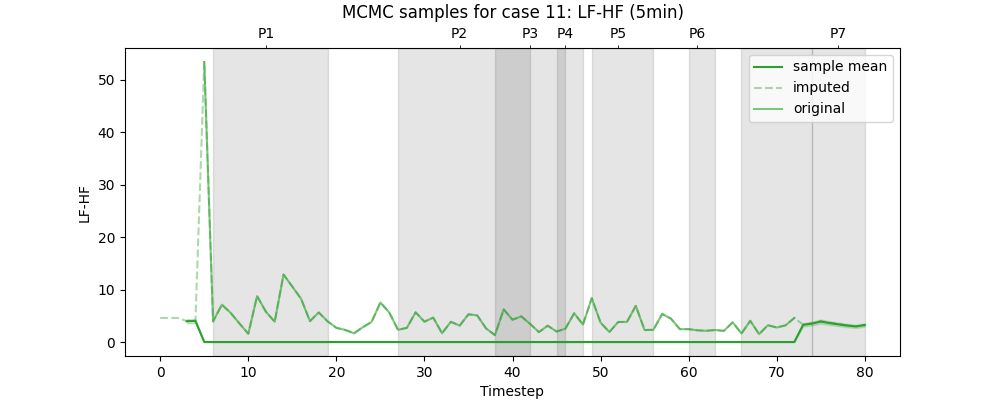 MCMC samples for case 11: LF-HF (5min)
P1 P2 P3 P4 P5 P6 P7
sample mean
imputed
original
50
40
30
20
10
0
LF-HF
0 10 20 30 40 50 60 70 80
Timestep